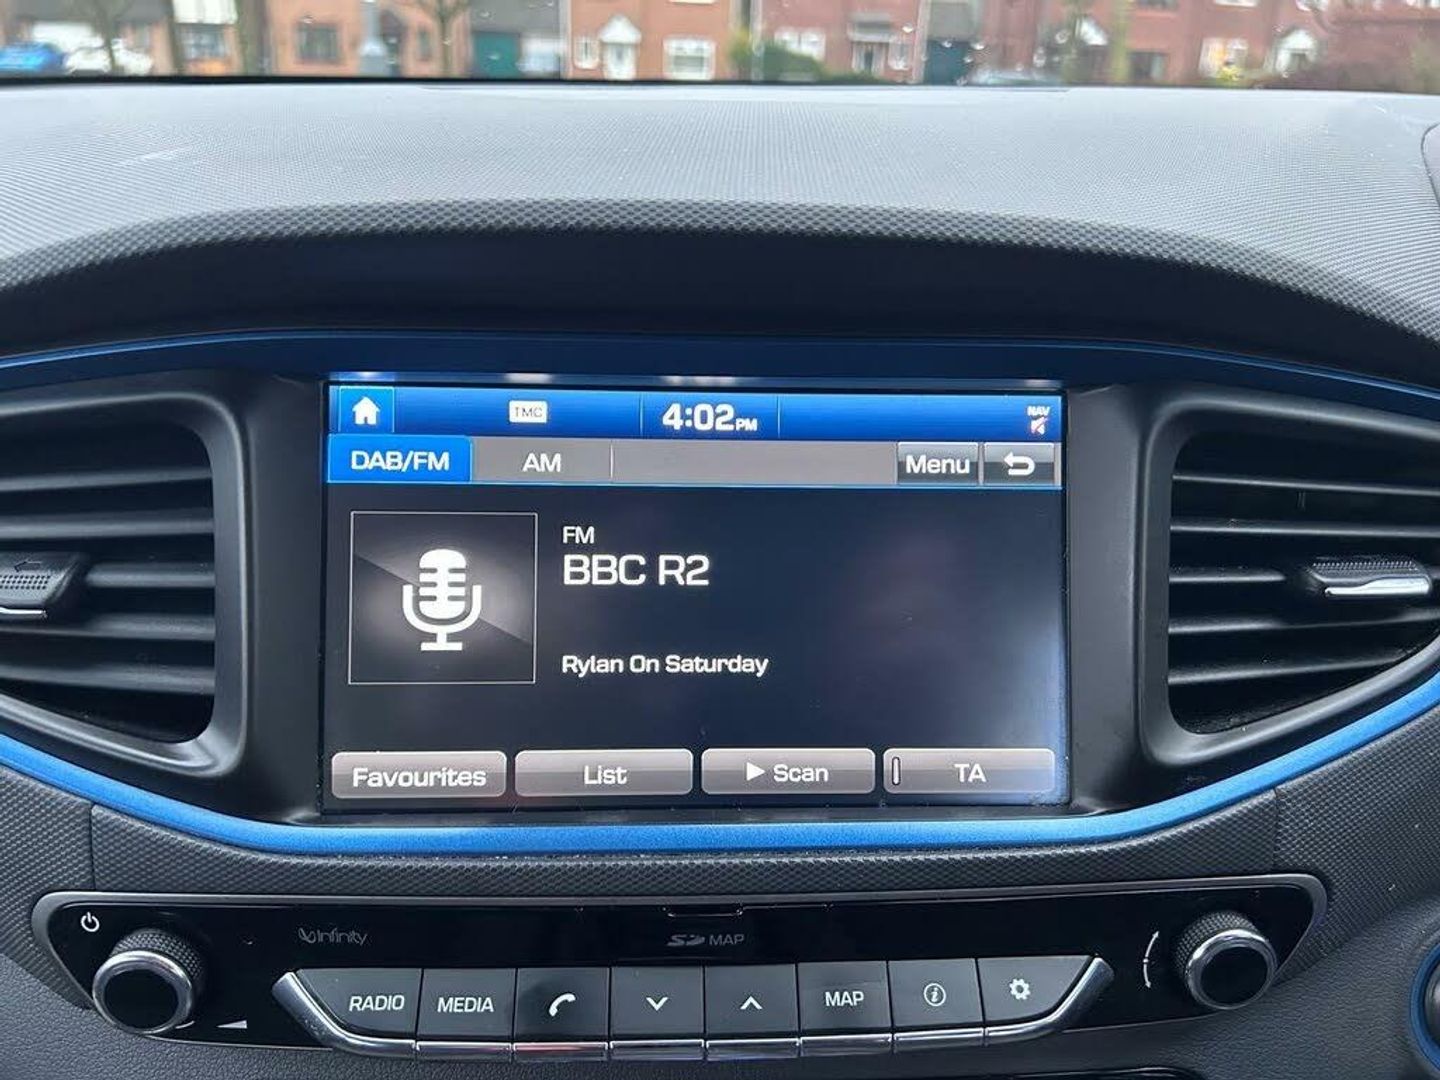 TMC
4:02PM
NAV
DAB/FM
AM
Menu
FM
BBC R2
Rylan On Saturday
Favourites
List
Scan
TA
Infinity
SD MAP
RADIO
MEDIA
MAP